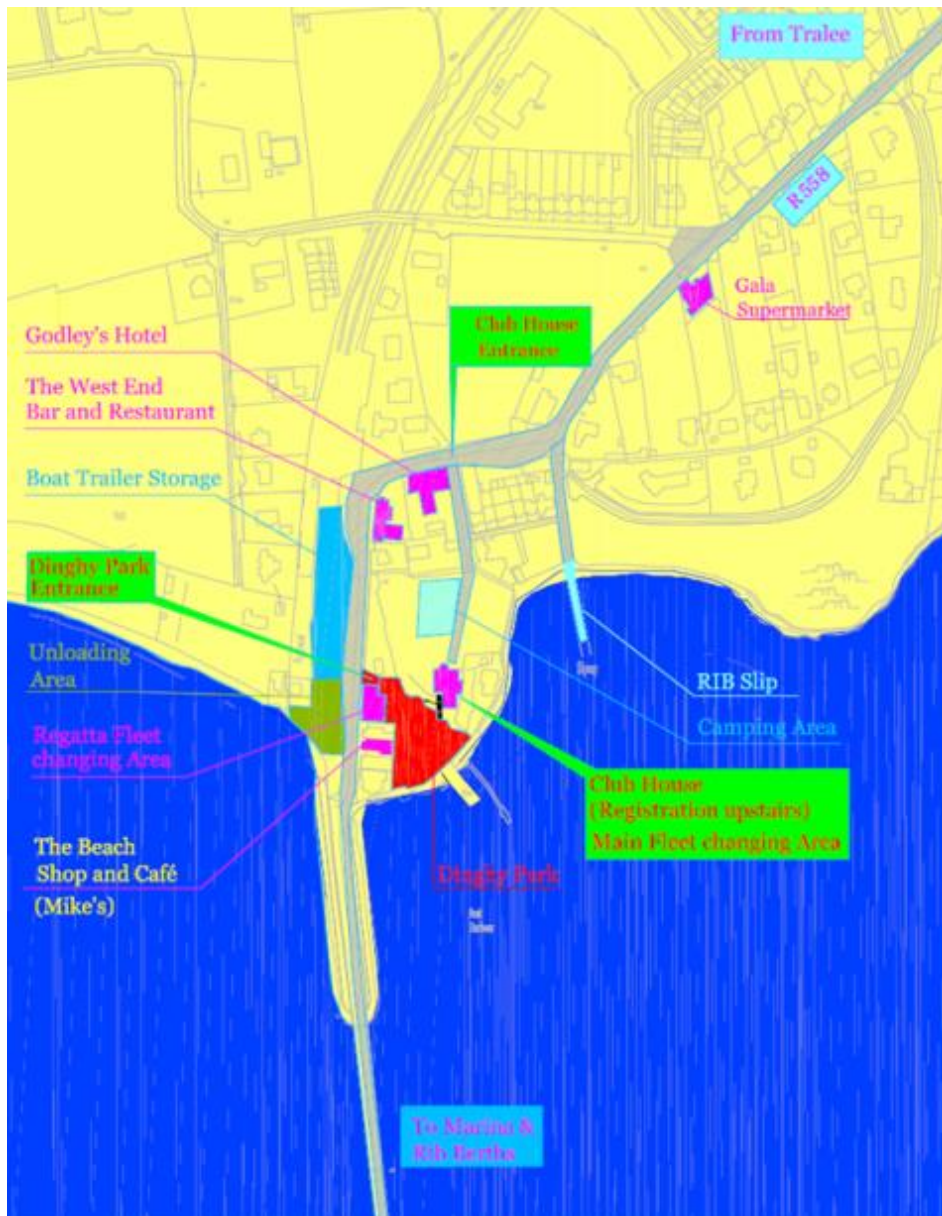 From Tralee
R558
Gala
Supermarket
Club House
Entrance
Godley's Hotel
The West End
Bar and Restaurant
Boat Trailer Storage
Dinghy Park
Entrance
Unloading
Area
RIB Slip
Camping Area
Regatta Fleet
changing Area
Club House
(Registration upstairs)
Main Fleet changing Area
The Beach
Shop and Café
(Mike's)
Dinghy Park
To Marina &
Rib Berths